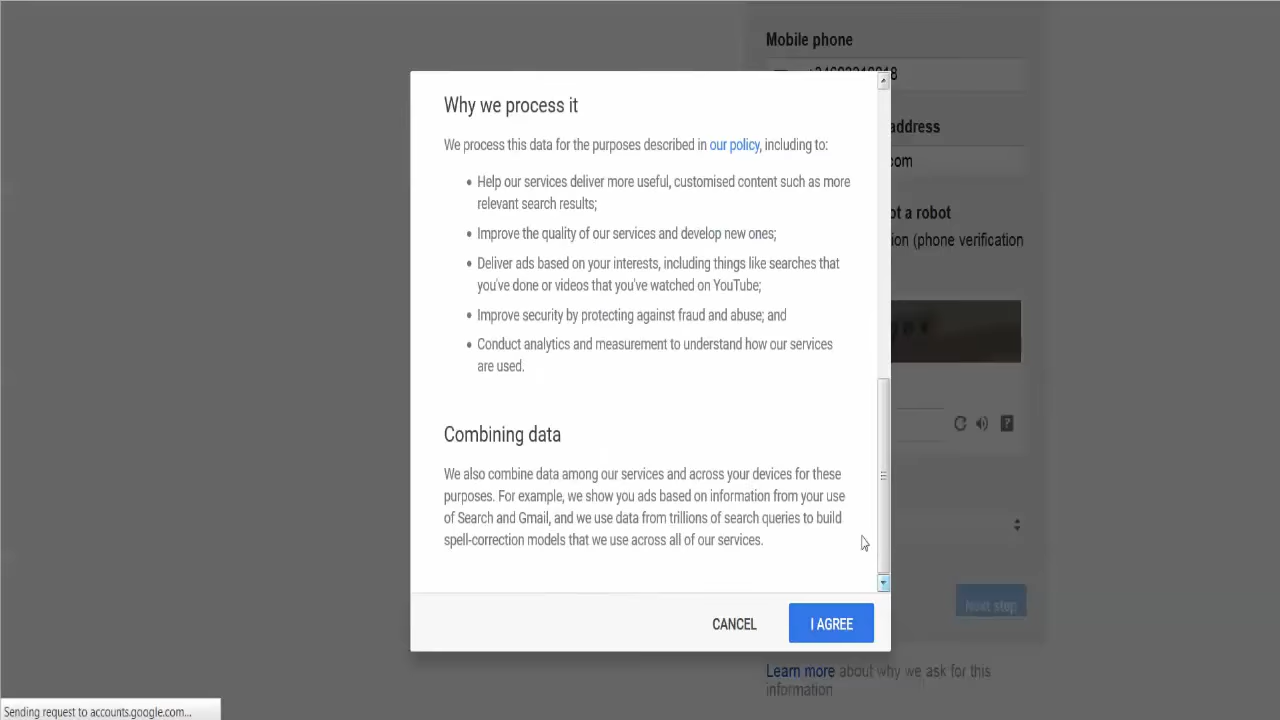 Mobile phone
Why we process it
We process this data for the purposes described in our policy, including to:
address
com
• Help our services deliver more useful, customised content such as more
relevant search results;
ot a robot
• Improve the quality of our services and develop new ones;
ion (phone verification
• Deliver ads based on your interests, including things like searches that
you've done or videos that you've watched on YouTube;
• Improve security by protecting against fraud and abuse; and
• Conduct analytics and measurement to understand how our services
are used.
Combining data
We also combine data among our services and across your devices for these
purposes. For example, we show you ads based on information from your use
of Search and Gmail, and we use data from trillions of search queries to build
spell-correction models that we use across all of our services.
Next step
CANCEL
I AGREE
Learn more about why we ask for this
information
Sending request to accounts.google.com...